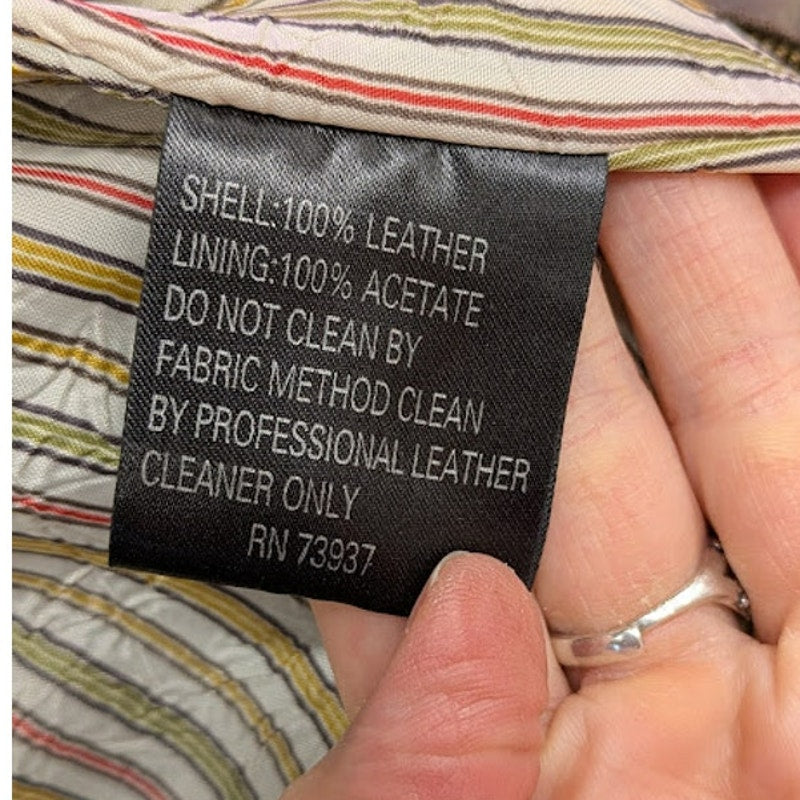 SHELL:100% LEATHER
LINING:100% ACETATE
DO NOT CLEAN BY
FABRIC METHOD CLEAN
BY PROFESSIONAL LEATHER
CLEANER ONLY
RN 73937